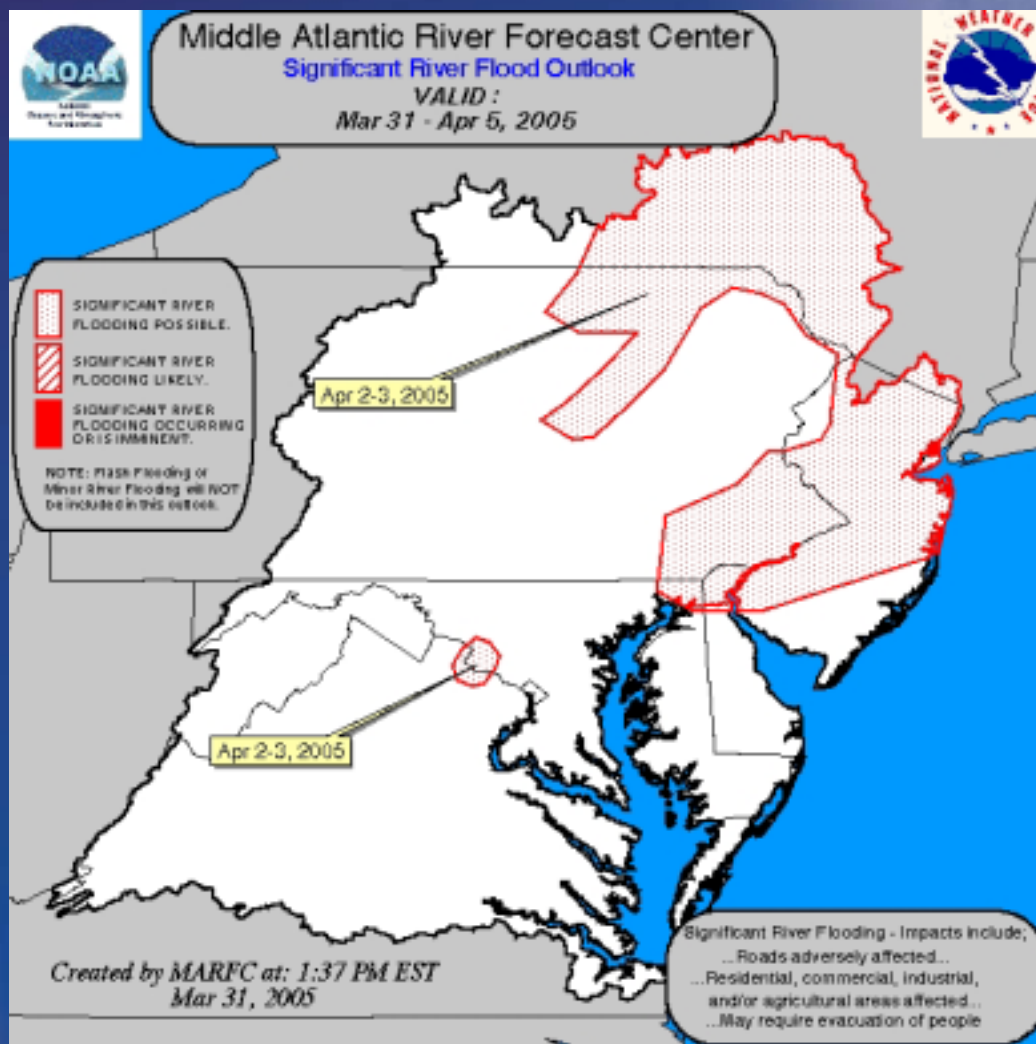 NOAA
Middle Atlantic River Forecast Center
Significant River Flood Outlook
VALID :
Mar 31 - Apr 5, 2005
NATIONAL WEATHER
SIGNIFICANT RIVER
FLOODING POSSIBLE.
SIGNIFICANT RIVER
FLOODING LIKELY.
SIGNIFICANT RIVER
FLOODING OCCURRING
OR IS IMMINENT.
NOTE: Flash Flooding or
Minor River Flooding will NOT
be included in this outlook.
Apr 2-3, 2005
Apr 2-3, 2005
Created by MARFC at: 1:37 PM EST
Mar 31, 2005
Significant River Flooding - Impacts include;
...Roads adversely affected...
...Residential, commercial, industrial,
and/or agricultural areas affected...
...May require evacuation of people